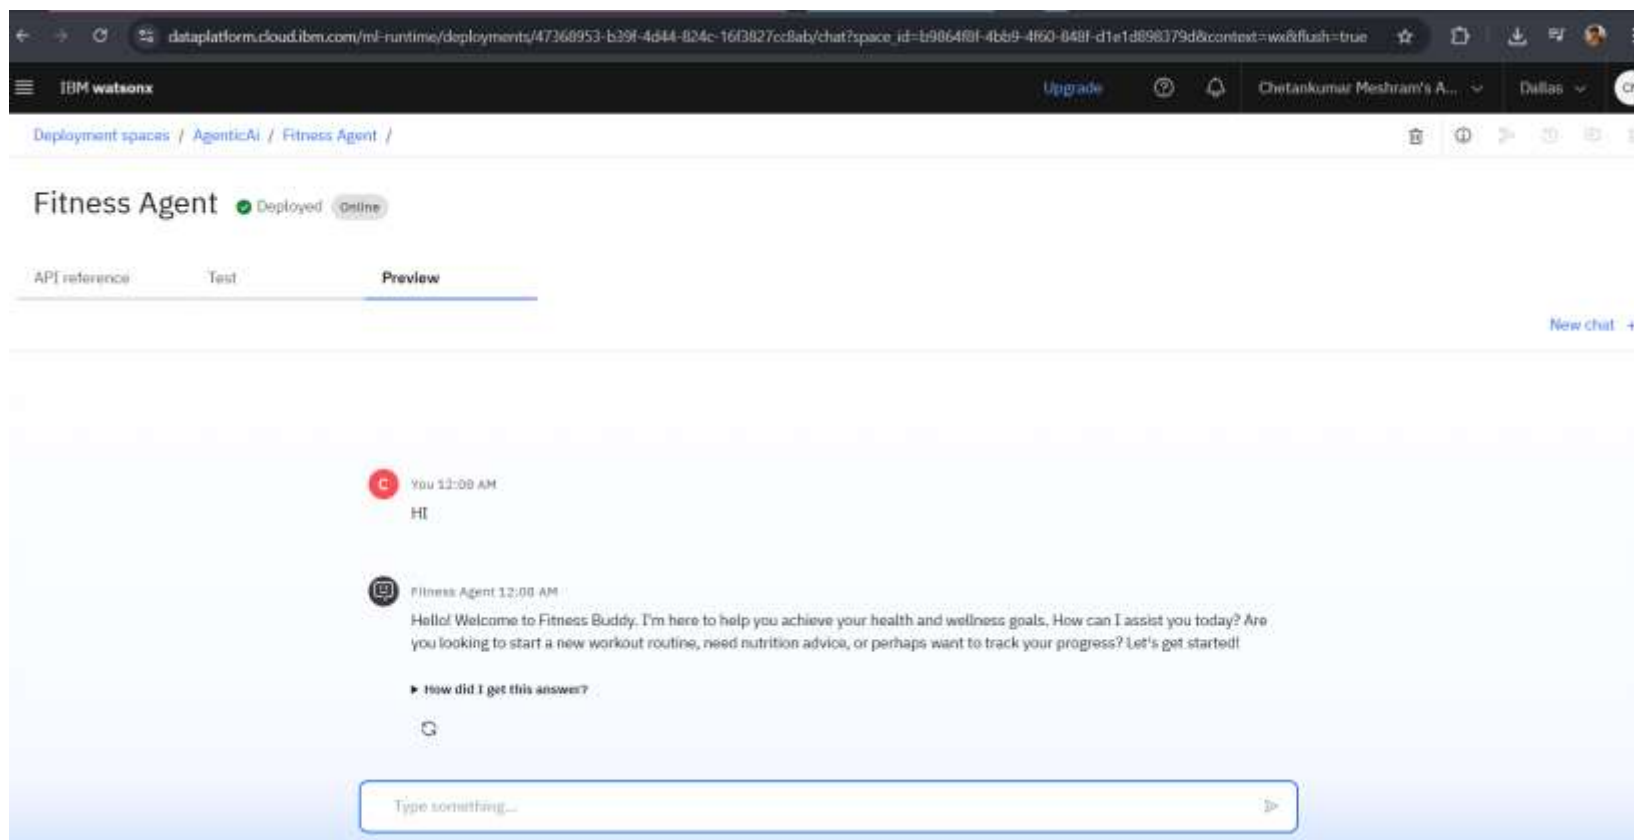 dataplatform.cloud.ibm.com/ml-runtime/deployments/47368953-b39f-4d44-824c-16f3827cc8ab/chat?space_id=b9864f8f-4bb9-4f60-848f-d1e1d898379d&context=wx&flush=true
IBM watsonx Upgrade Chetankumar Meshram's A... Dallas
Deployment spaces / AgenticAi / Fitness Agent /
Fitness Agent Deployed Online
API reference Test Preview
New chat +
C You 12:08 AM
HI
Fitness Agent 12:08 AM
Hello! Welcome to Fitness Buddy. I'm here to help you achieve your health and wellness goals. How can I assist you today? Are
you looking to start a new workout routine, need nutrition advice, or perhaps want to track your progress? Let's get started!
How did I get this answer?
Type something...